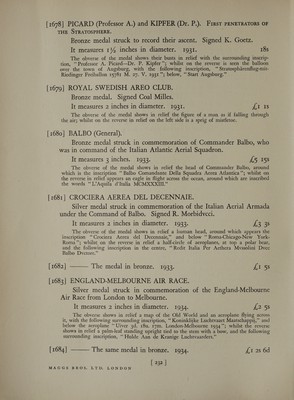 [1678] PICARD (Professor A.) and KIPFER (Dr. P.). First penetrators of
the Stratosphere.
Bronze medal struck to record their ascent. Signed K. Goetz.
It measures 1½ inches in diameter. 1931. 18s
The obverse of the medal shows their busts in relief with the surrounding inscrip-
tion, "Professor A. Picard—Dr. P. Kipfer"; whilst on the reverse is seen the balloon
over the town of Augsburg, with the following inscription, "Stratosphärenflug-mit-
Riedinger Freiballon 15781 M. 27. V. 1931"; below, "Start Augsburg."
[1679] ROYAL SWEDISH AREO CLUB.
Bronze medal. Signed Coal Milles.
It measures 2 inches in diameter. 1931. £1 1s
The obverse of the medal shows in relief the figure of a man as if falling through
the air; whilst on the reverse in relief on the left side is a sprig of mistletoe.
[1680] BALBO (General).
Bronze medal struck in commemoration of Commander Balbo, who
was in command of the Italian Atlantic Aerial Squadron.
It measures 3 inches. 1933. £5 15s
The obverse of the medal shows in relief the head of Commander Balbo, around
which is the inscription "Balbo Comandante Della Squadra Aerea Atlantica"; whilst on
the reverse in relief appears an eagle in flight across the ocean, around which are inscribed
the words "L'Aquila d'Italia MCMXXXIII."
[1681] CROCIERA AEREA DEL DECENNAIE.
Silver medal struck in commemoration of the Italian Aerial Armada
under the Command of Balbo. Signed R. Morbidvcci.
It measures 2 inches in diameter. 1933. £3 3s
The obverse of the medal shows in relief a kinsman head, around which appears the
inscription "Crociera Aerea del Decennaie," and below "Roma-Chicago-New York,
Roma"; whilst on the reverse in relief a half-circle of aeroplanes, at top a polar bear,
and the following inscription in the centre,
Balbo Dvctore."
[1682] ——— The medal in bronze. 1933. £1 5s
[1683] ENGLAND-MELBOURNE AIR RACE.
Silver medal struck in commemoration of the England-Melbourne
Air Race from London to Melbourne.
It measures 2 inches in diameter. 1934. £2 5s
The obverse shows in relief a map of the Old World and an aeroplane flying across
it, with the following surrounding inscription, "Koninklijke Luchtvaart Maatschappij," and
below the aeroplane "Uiver 3d. 18u. 17m. London-Melbourne 1934"; whilst the reverse
shows in relief a palm-leaf standing upright tied to the stem with a bow, and the following
surrounding inscription, "Hulde Aan de Kranige Luchtvaarders."
[1684] ——— The same medal in bronze. 1934. £1 2s 6d
[ 232 ]
MAGGS BROS. LTD. LONDON